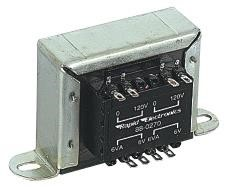 0 120V 0 120V
Rapid Electronics
88-0270
6VA 6V 6VA 6V